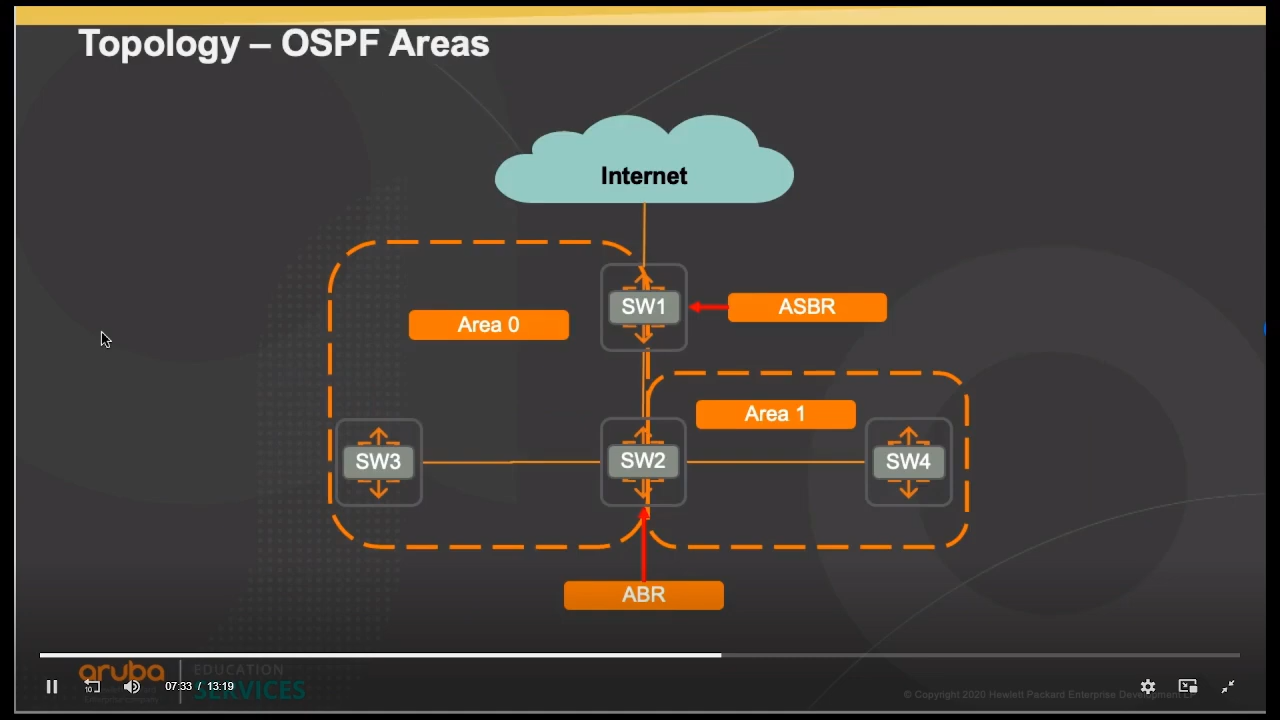 Topology – OSPF Areas
Internet
SW1
ASBR
Area 0
Area 1
SW3
SW2
SW4
ABR
aruba
EDUCATION
SERVICES
10
07:33 / 13:19
© Copyright 2020 Hewlett Packard Enterprise Development L